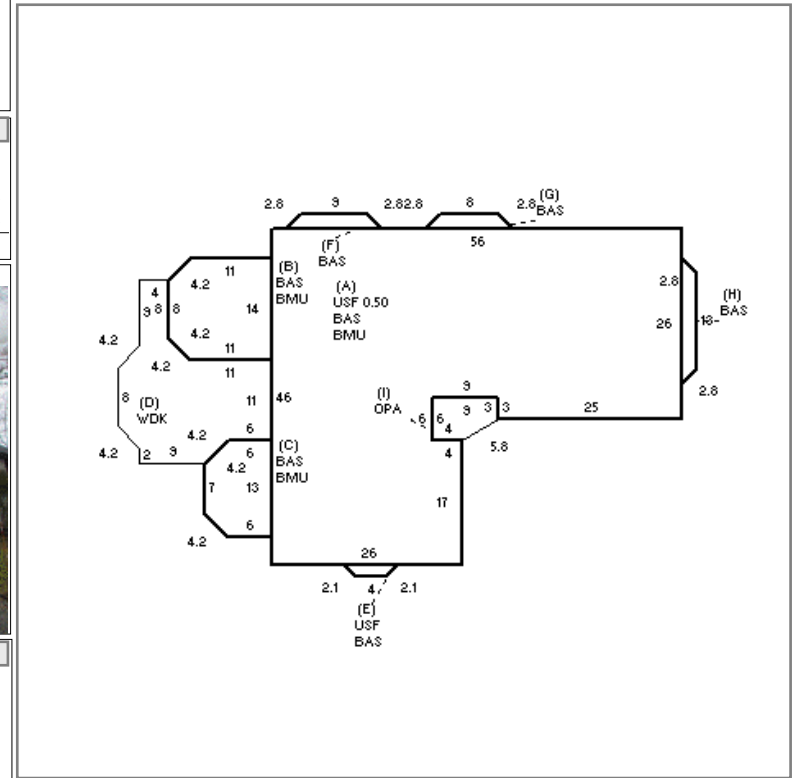 2.8 9 2.8 2.8 8 2.8 (G)
BAS
56
(F)
BAS
(B)
BAS
BMU
11
4.2
4
9 8 8
14
(A)
USF 0.50
BAS
BMU
2.8
(H)
BAS
26
18
4.2
4.2
11
4.2
11
2.8
8
(D)
WDK
11
46
(I)
OPA
9
6 6 9 3 3
4
25
6
4.2
(C)
BAS
BMU
6
4.2
4
5.8
4.2 2 9
7 13
17
6
4.2
26
2.1 4 2.1
(E)
USF
BAS